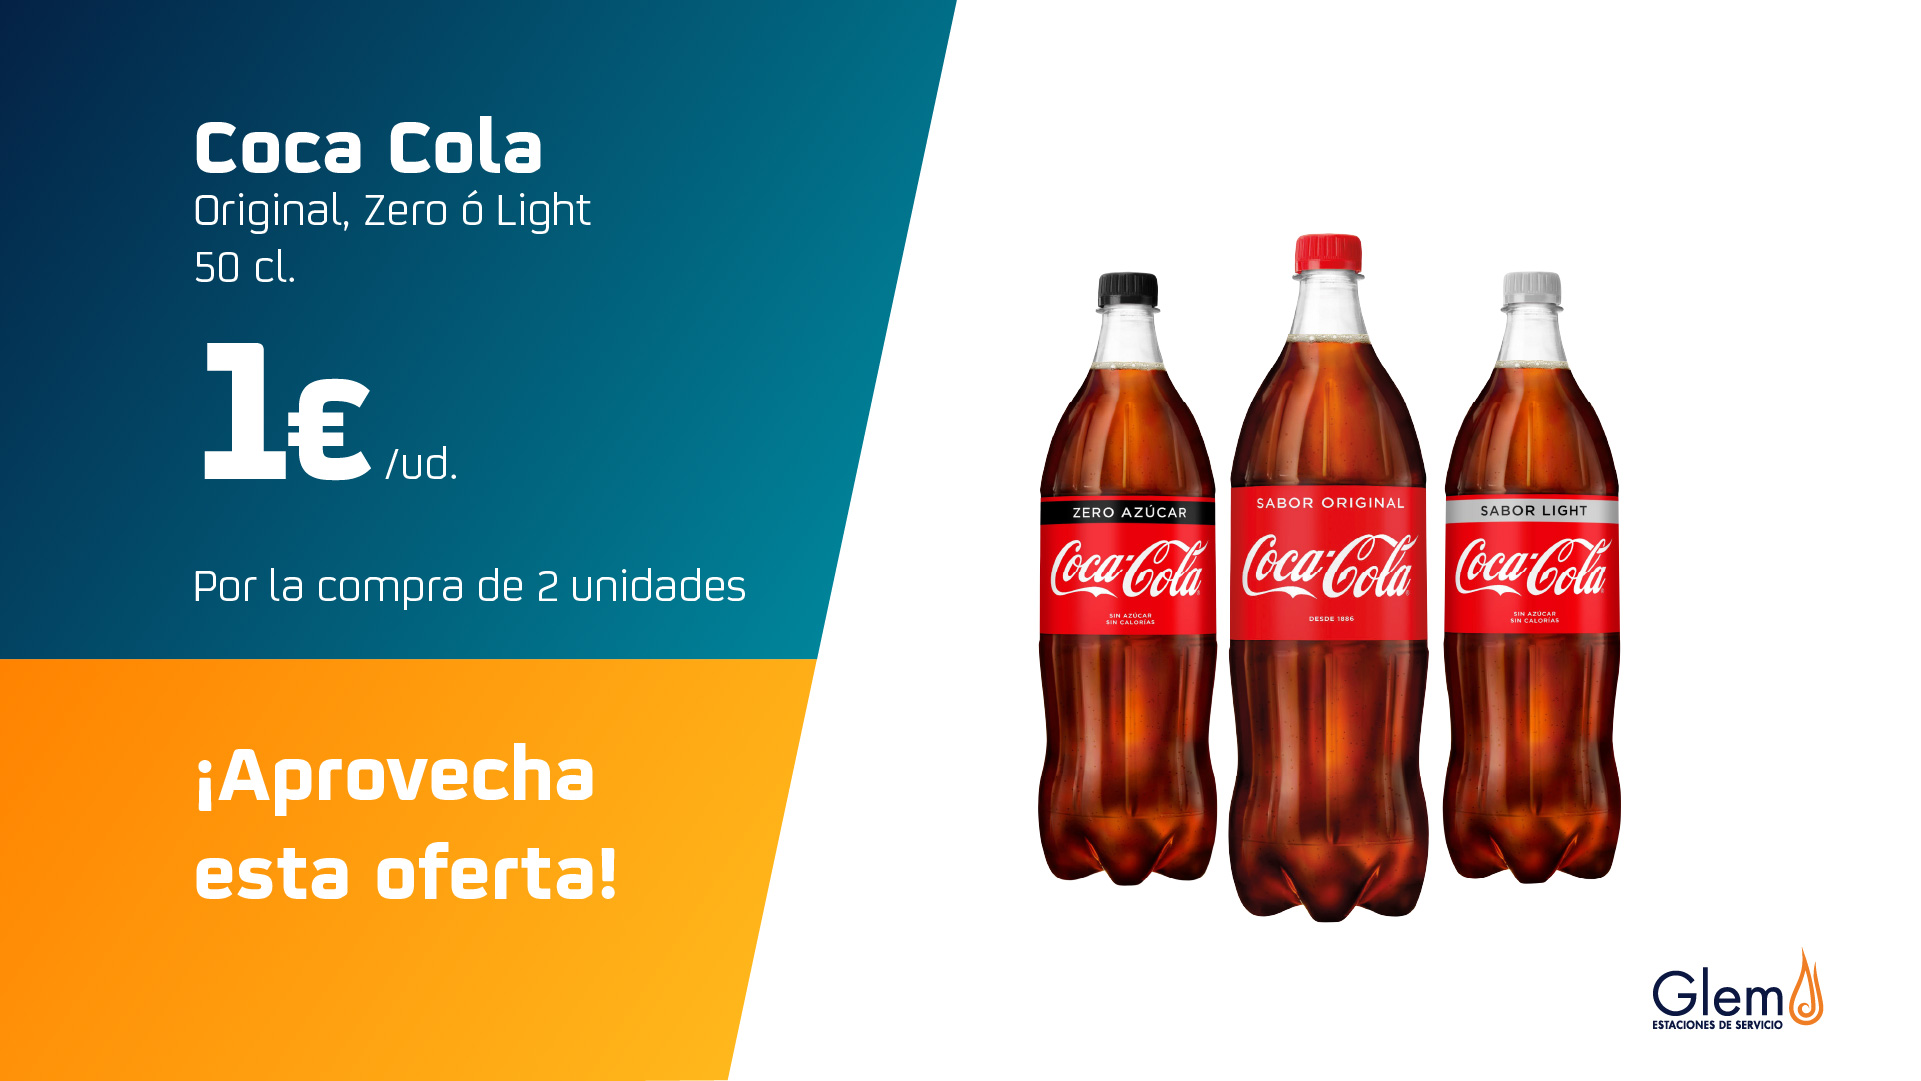 Coca Cola
Original, Zero ó Light
50 cl.
1€ /ud.
Por la compra de 2 unidades
¡Aprovecha
esta oferta!
ZERO AZÚCAR
Coca-Cola
SIN AZÚCAR
SIN CALORÍAS
SABOR ORIGINAL
Coca-Cola
DESDE 1886
SABOR LIGHT
Coca-Cola
SIN AZÚCAR
SIN CALORÍAS
Glem
ESTACIONES DE SERVICIO